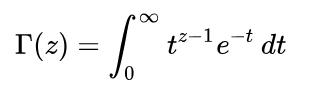 Γ(z) = ∫₀^∞ t^{z−1} e^{−t} dt